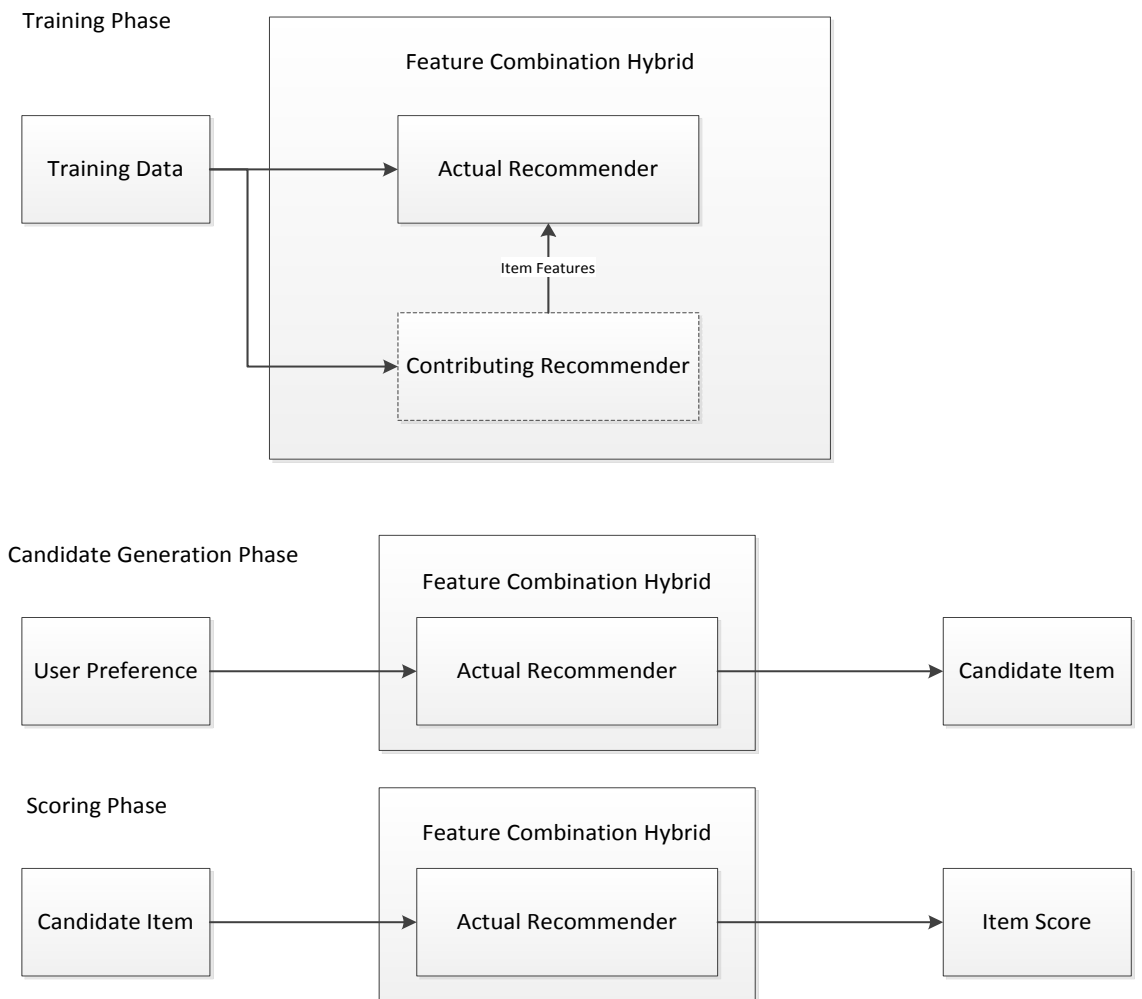 Training Phase
Feature Combination Hybrid
Training Data
Actual Recommender
Item Features
Contributing Recommender
Candidate Generation Phase
Feature Combination Hybrid
User Preference
Actual Recommender
Candidate Item
Scoring Phase
Feature Combination Hybrid
Candidate Item
Actual Recommender
Item Score